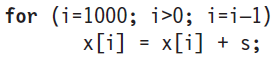 for (i=1000; i>0; i=i–1)
x[i] = x[i] + s;